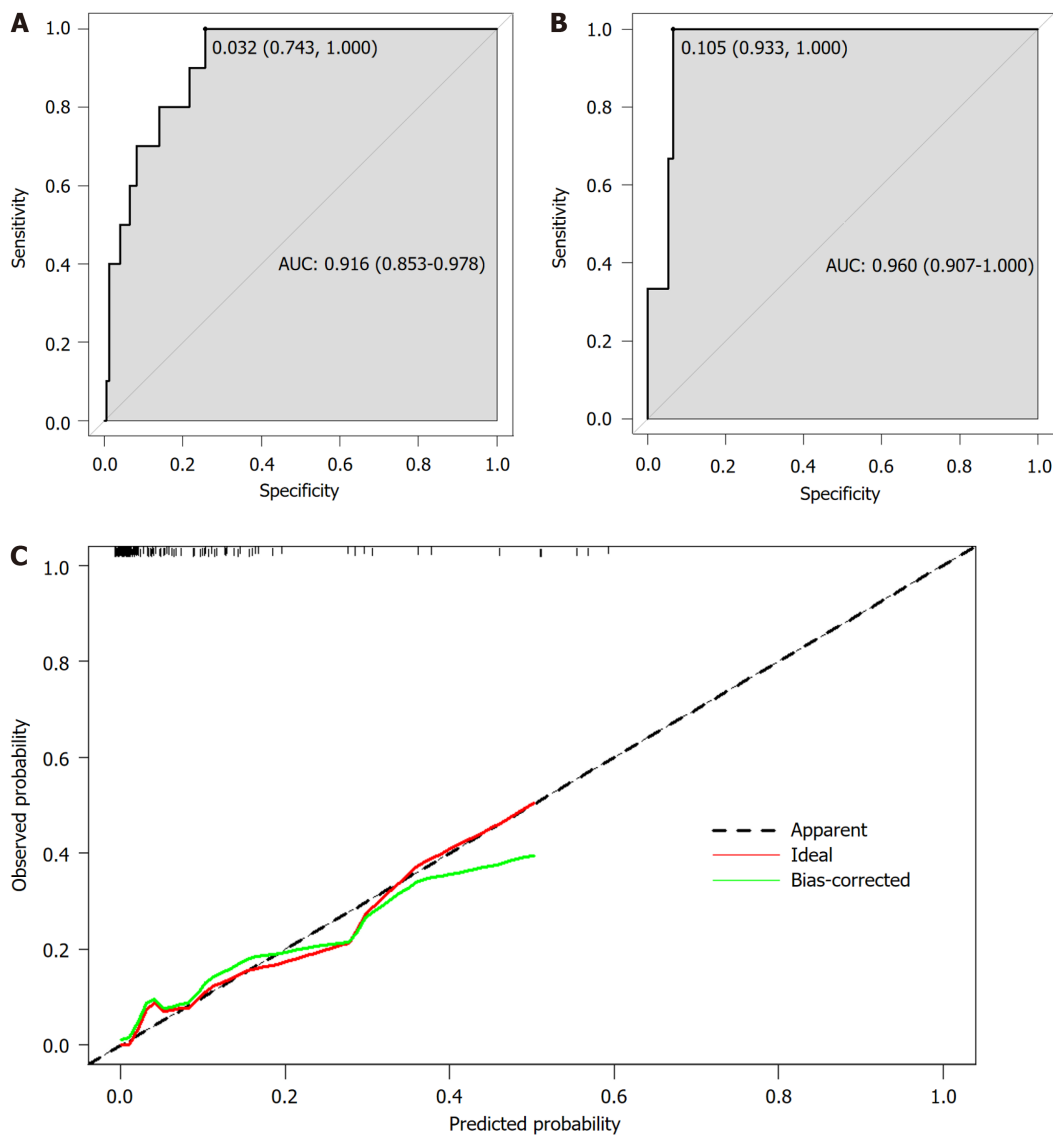 A
1.0
0.8
0.6
0.4
0.2
0.0
Sensitivity
0.032 (0.743, 1.000)
AUC: 0.916 (0.853-0.978)
0.0 0.2 0.4 0.6 0.8 1.0
Specificity
B
1.0
0.8
0.6
0.4
0.2
0.0
Sensitivity
0.105 (0.933, 1.000)
AUC: 0.960 (0.907-1.000)
0.0 0.2 0.4 0.6 0.8 1.0
Specificity
C
1.0
0.8
0.6
0.4
0.2
0.0
Observed probability
Apparent
Ideal
Bias-corrected
0.0 0.2 0.4 0.6 0.8 1.0
Predicted probability